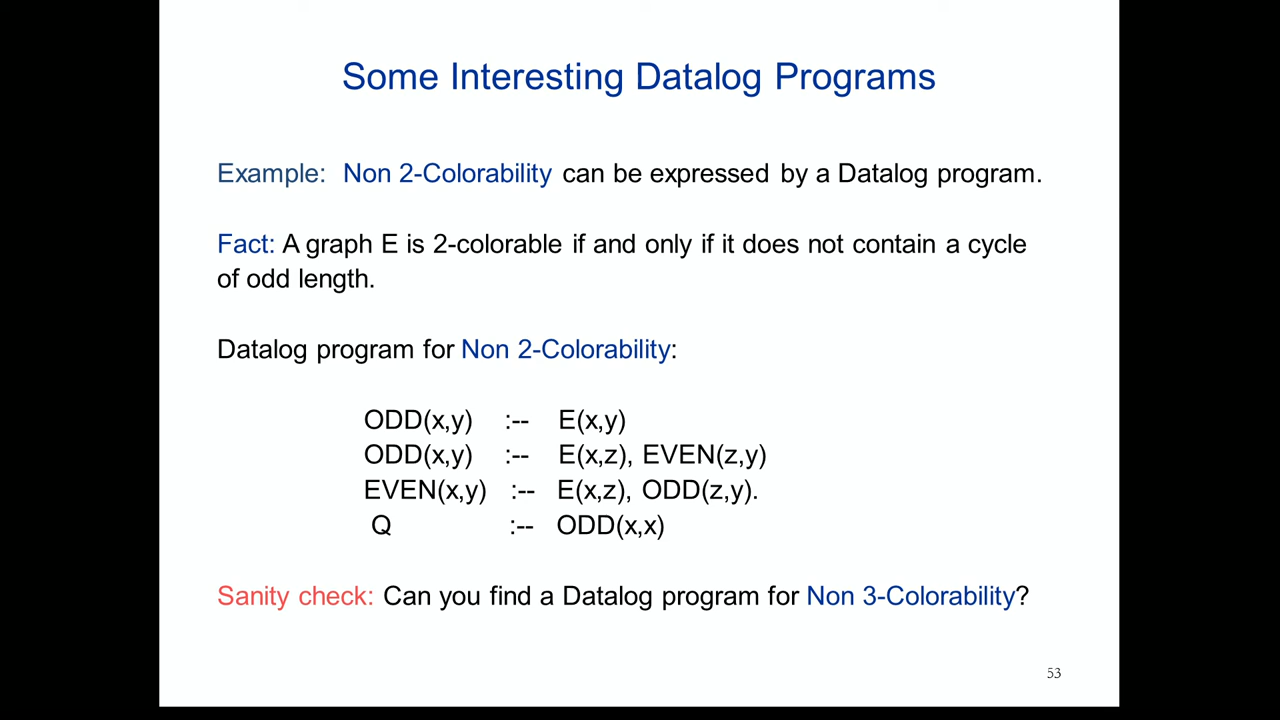 Some Interesting Datalog Programs
Example: Non 2-Colorability can be expressed by a Datalog program.
Fact: A graph E is 2-colorable if and only if it does not contain a cycle
of odd length.
Datalog program for Non 2-Colorability:
ODD(x,y) :-- E(x,y)
ODD(x,y) :-- E(x,z), EVEN(z,y)
EVEN(x,y) :-- E(x,z), ODD(z,y).
Q :-- ODD(x,x)
Sanity check: Can you find a Datalog program for Non 3-Colorability?
53